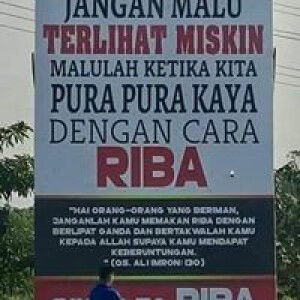 JANGAN MALU
TERLIHAT MISKIN
MALULAH KETIKA KITA
PURA PURA KAYA
DENGAN CARA
RIBA
"HAI ORANG-ORANG YANG BERIMAN,
JANGANLAH KAMU MEMAKAN RIBA DENGAN
BERLIPAT GANDA DAN BERTAKWALAH KAMU
KEPADA ALLAH SUPAYA KAMU MENDAPAT
KEBERUNTUNGAN.
" (QS. ALI IMRON: 130)
RIBA